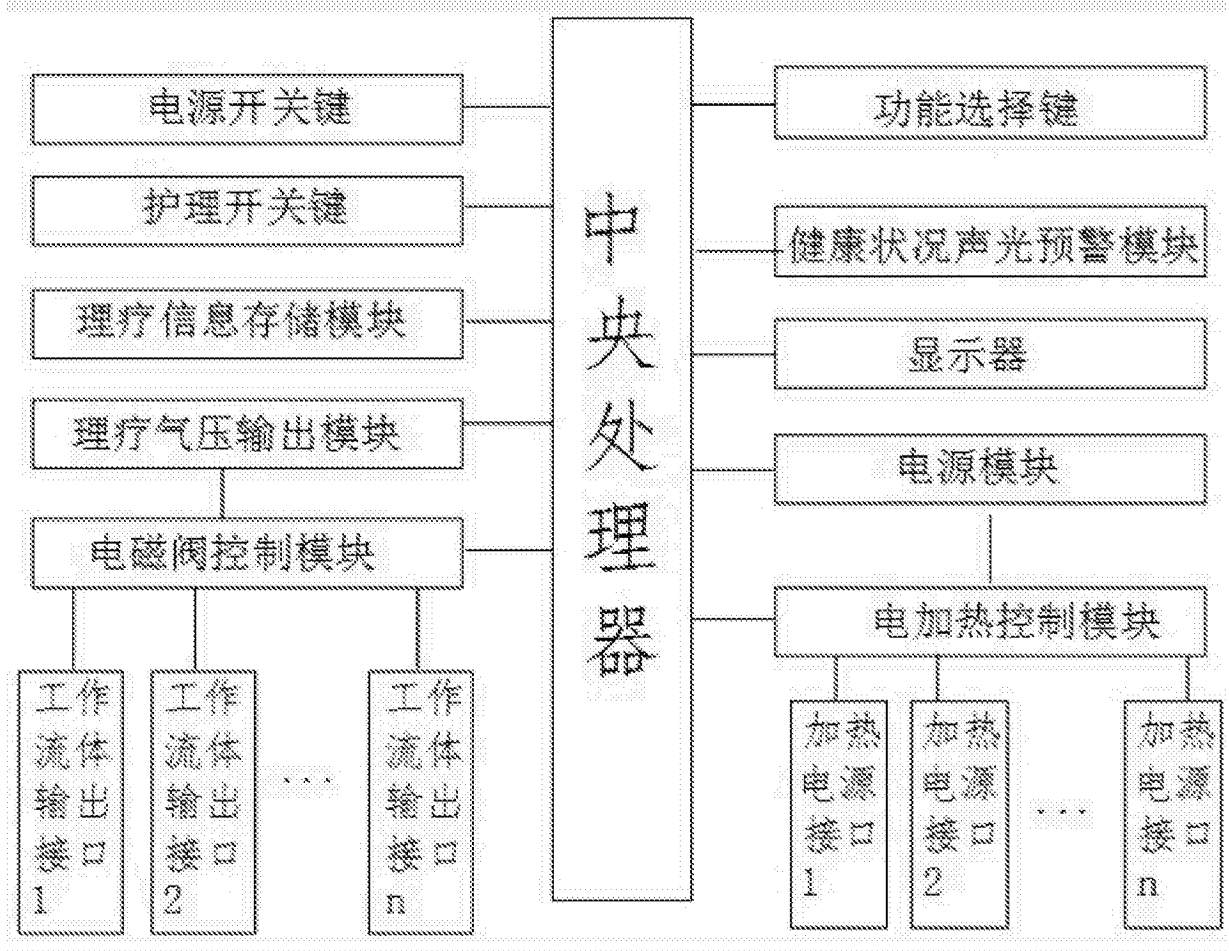 电源开关键
护理开关键
理疗信息存储模块
理疗气压输出模块
电磁阀控制模块
工作
流体
输出
接口
1
工作
流体
输出
接口
2
...
工作
流体
输出
接口
n
中
央
处
理
器
功能选择键
健康状况声光预警模块
显示器
电源模块
电加热控制模块
加热
电源
接口
1
加热
电源
接口
2
...
加热
电源
接口
n